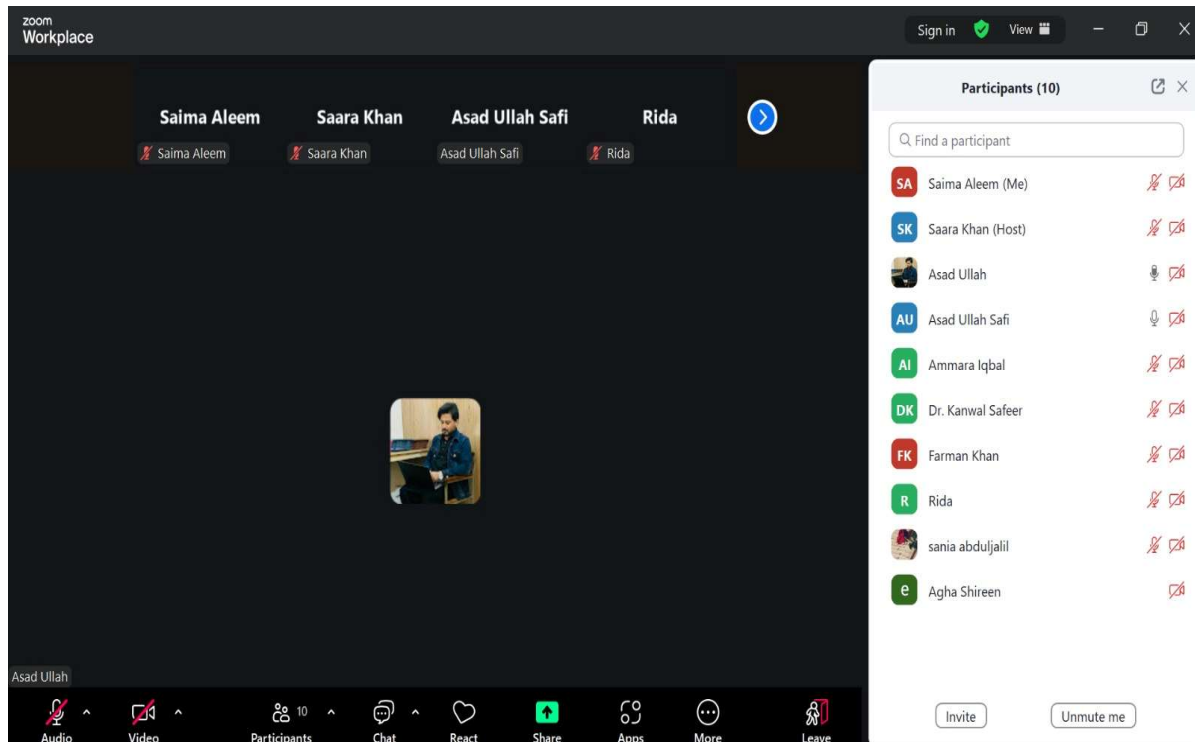 zoom
Workplace
Sign in View
Saima Aleem Saara Khan Asad Ullah Safi Rida
Saima Aleem Saara Khan Asad Ullah Safi Rida
Asad Ullah
Audio Video Participants 10 Chat React Share Apps More Leave
Participants (10)
Find a participant
SA Saima Aleem (Me)
SK Saara Khan (Host)
Asad Ullah
AU Asad Ullah Safi
AI Ammara Iqbal
DK Dr. Kanwal Safeer
FK Farman Khan
R Rida
sania abduljalil
e Agha Shireen
Invite Unmute me